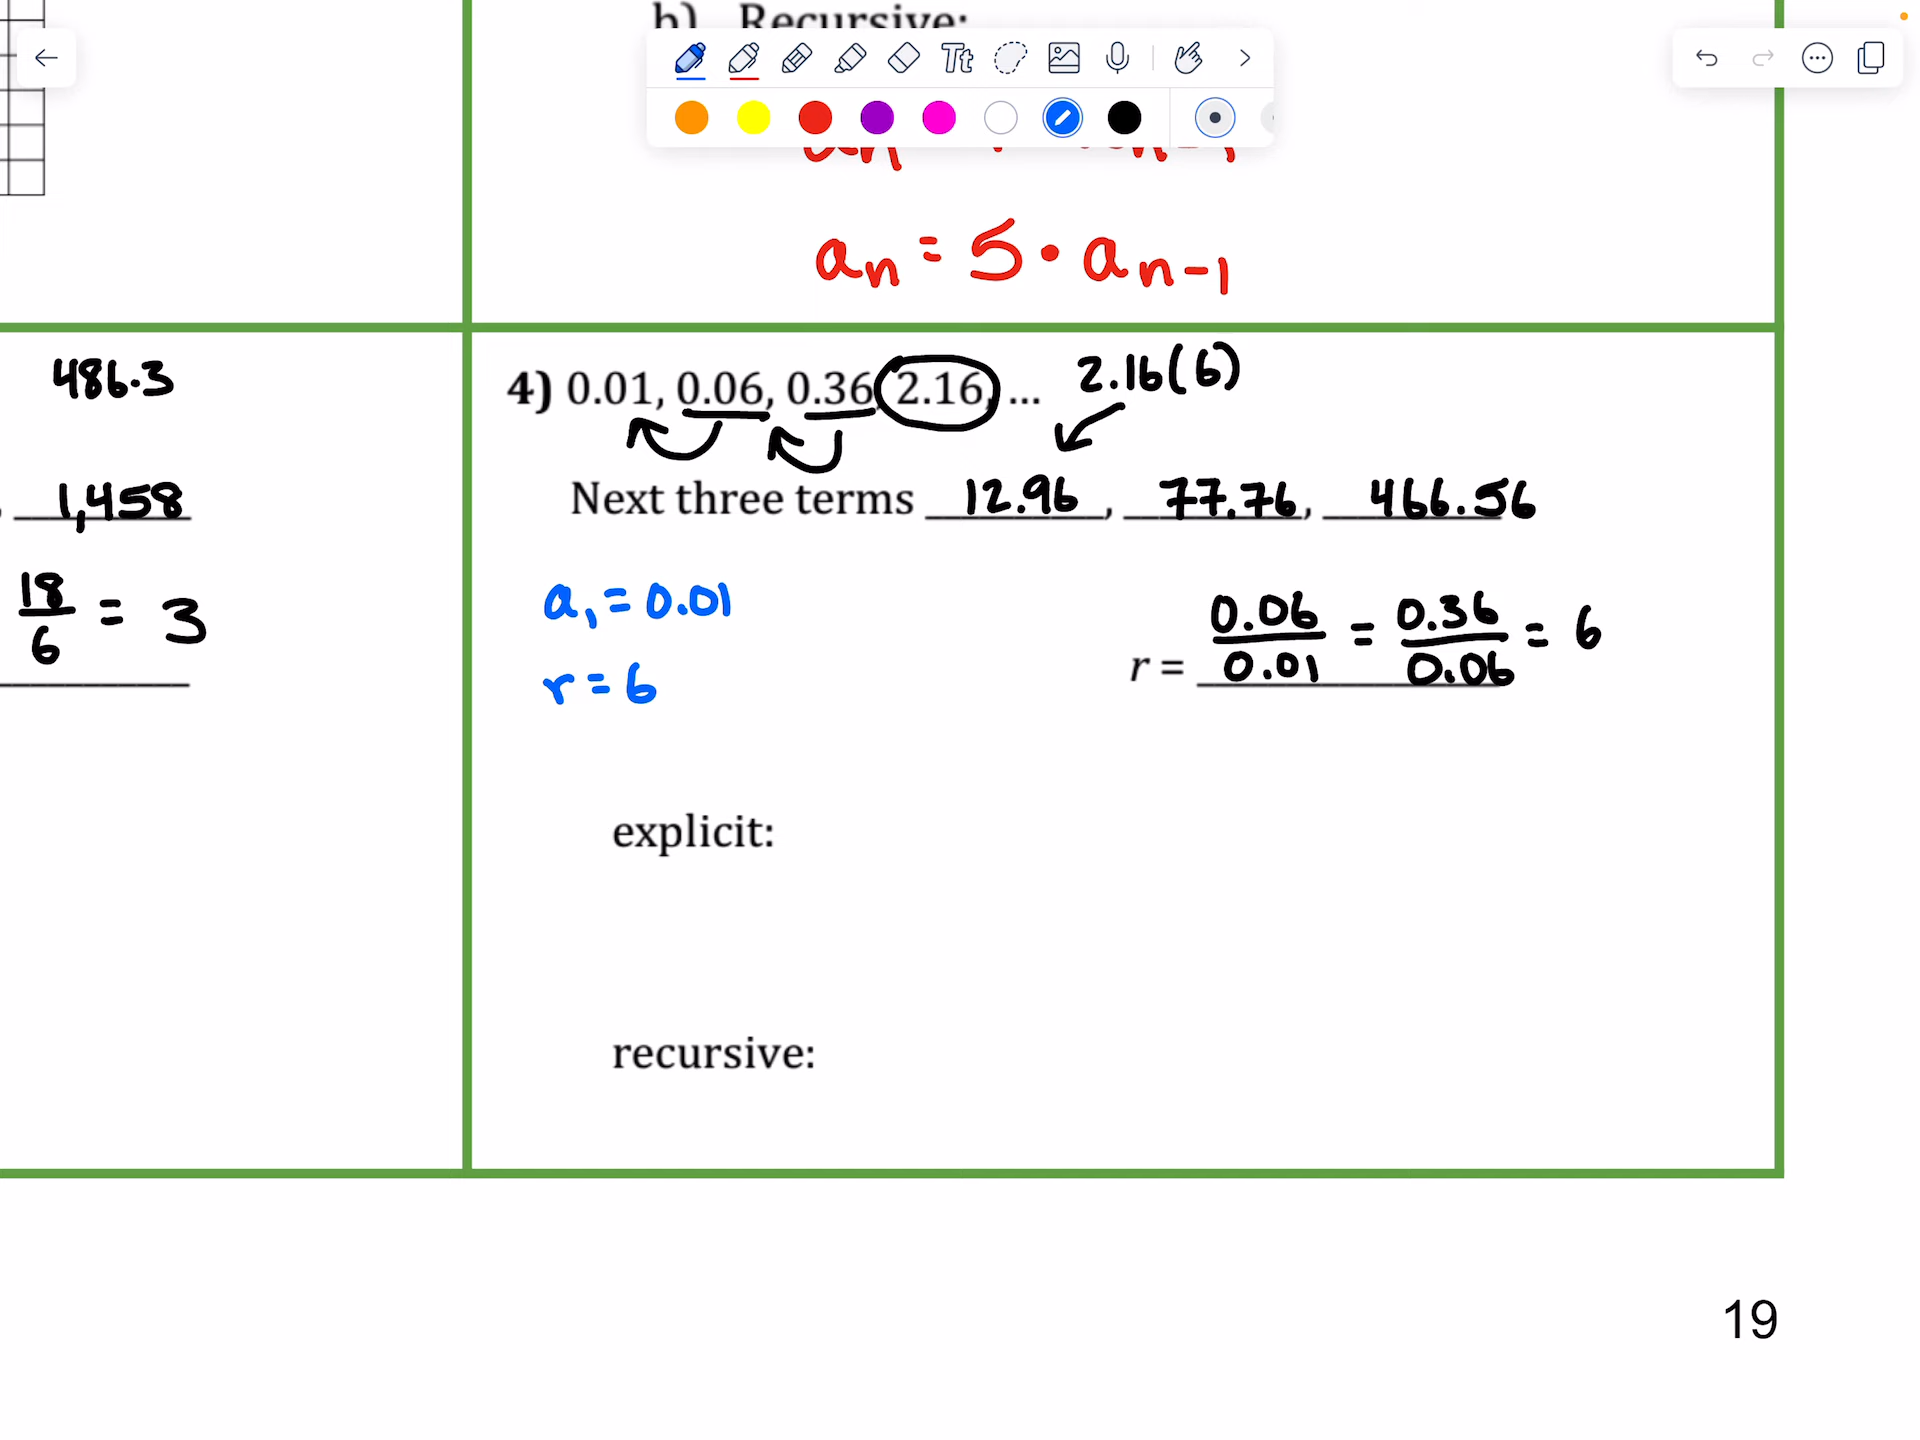 b) Recursive:
Tt
aₙ = 5 · aₙ₋₁
486·3
4) 0.01, 0.06, 0.36, 2.16, ... 2.16(6)
1,458
Next three terms 12.96, 77.76, 466.56
18/6 = 3
a₁ = 0.01
r = 0.06/0.01 = 0.36/0.06 = 6
r = 6
explicit:
recursive:
19